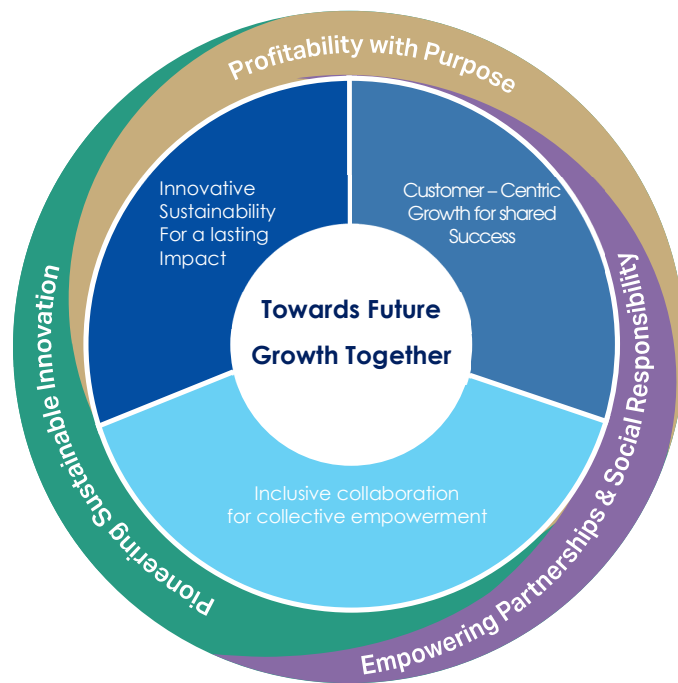 Profitability with Purpose
Innovative
Sustainability
For a lasting
Impact
Customer – Centric
Growth for shared
Success
Towards Future
Growth Together
Inclusive collaboration
for collective empowerment
Pioneering Sustainable Innovation
Empowering Partnerships & Social Responsibility